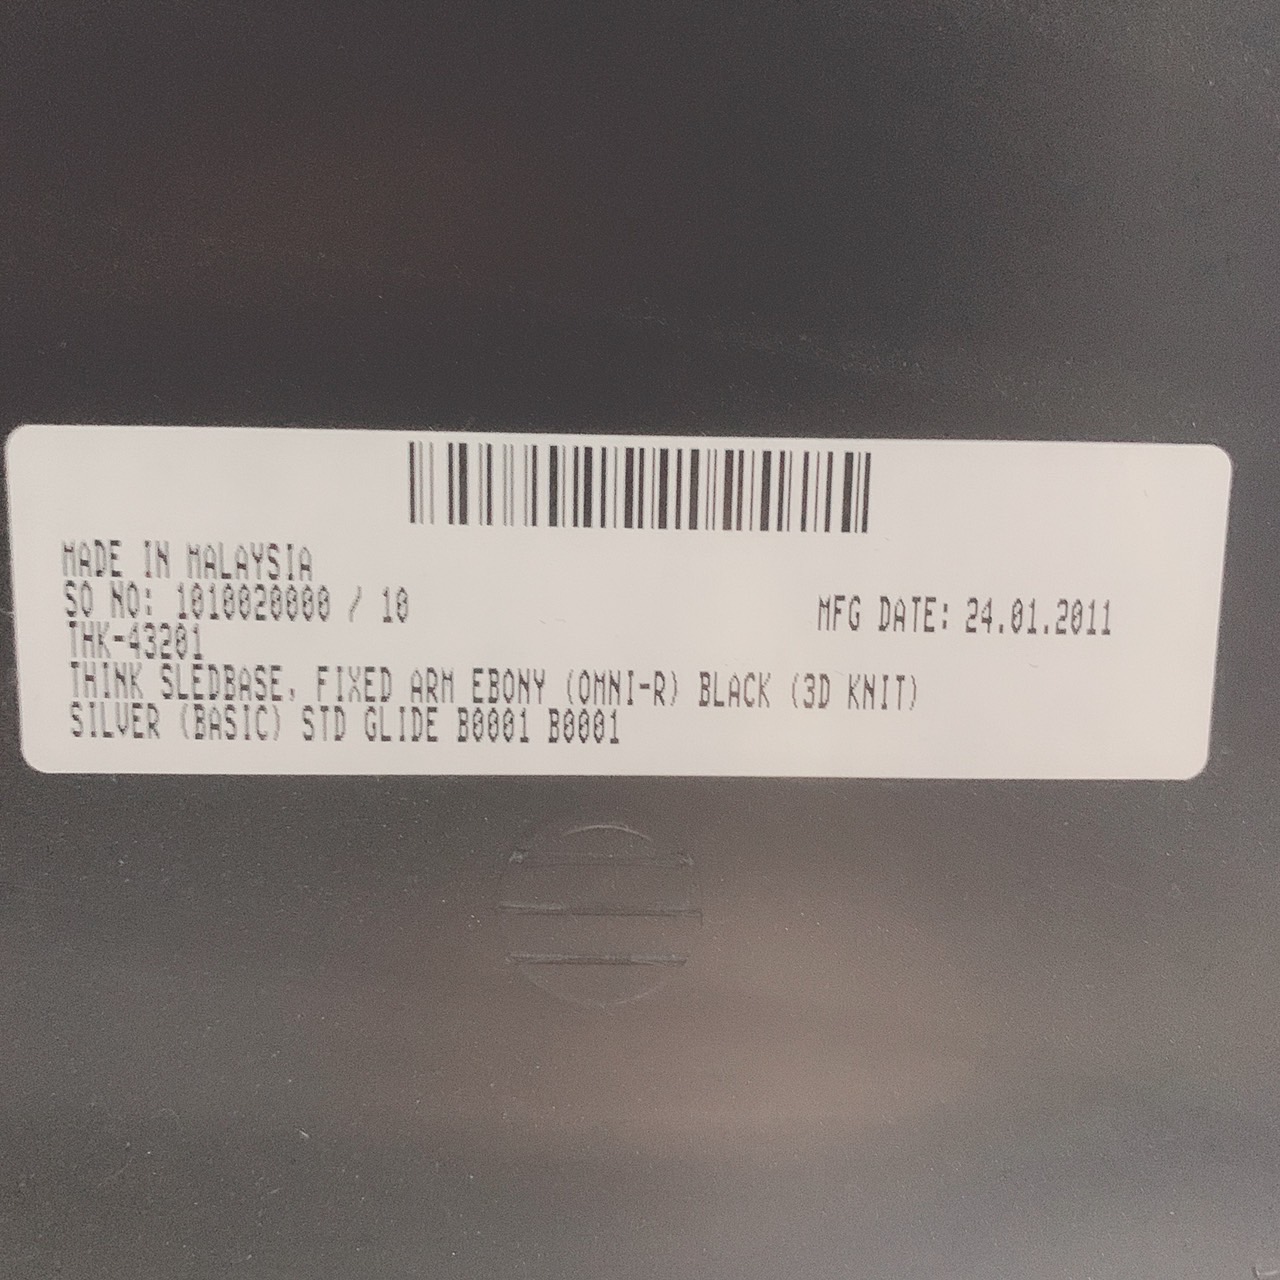 MADE IN MALAYSIA
SO NO: 1010020000 / 10
MFG DATE: 24.01.2011
THK-43201
THINK SLEDBASE, FIXED ARM EBONY (OMNI-R) BLACK (3D KNIT)
SILVER (BASIC) STD GLIDE B0001 B0001